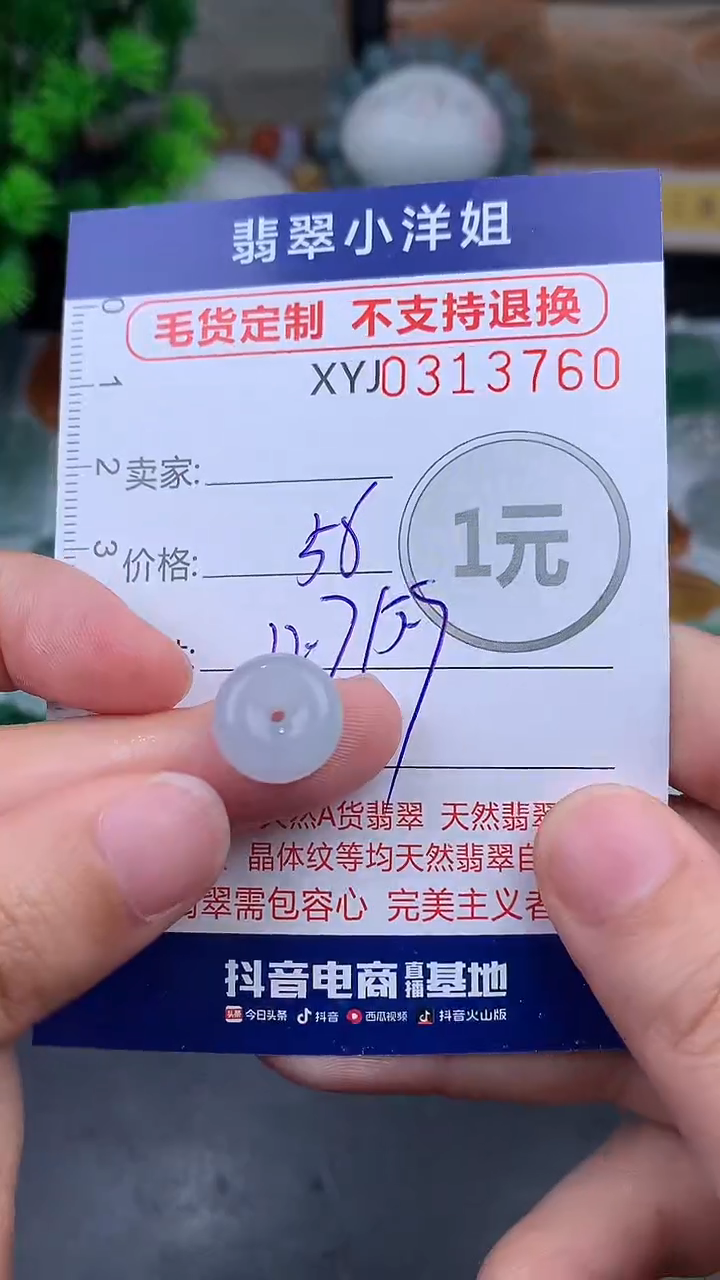 翡翠小洋姐
毛货定制 不支持退换
XYJ0313760
0
1
2
3
卖家:
1元
价格: 58
天然A货翡翠 天然翡翠
晶体纹等均天然翡翠自
翡翠需包容心 完美主义者
抖音电商直播基地
头条 今日头条 抖音 西瓜视频 抖音火山版